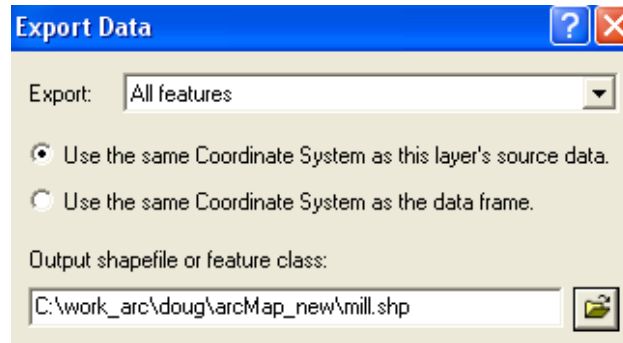 Export Data
Export: All features
Use the same Coordinate System as this layer's source data.
Use the same Coordinate System as the data frame.
Output shapefile or feature class:
C:\work_arc\doug\arcMap_new\mill.shp